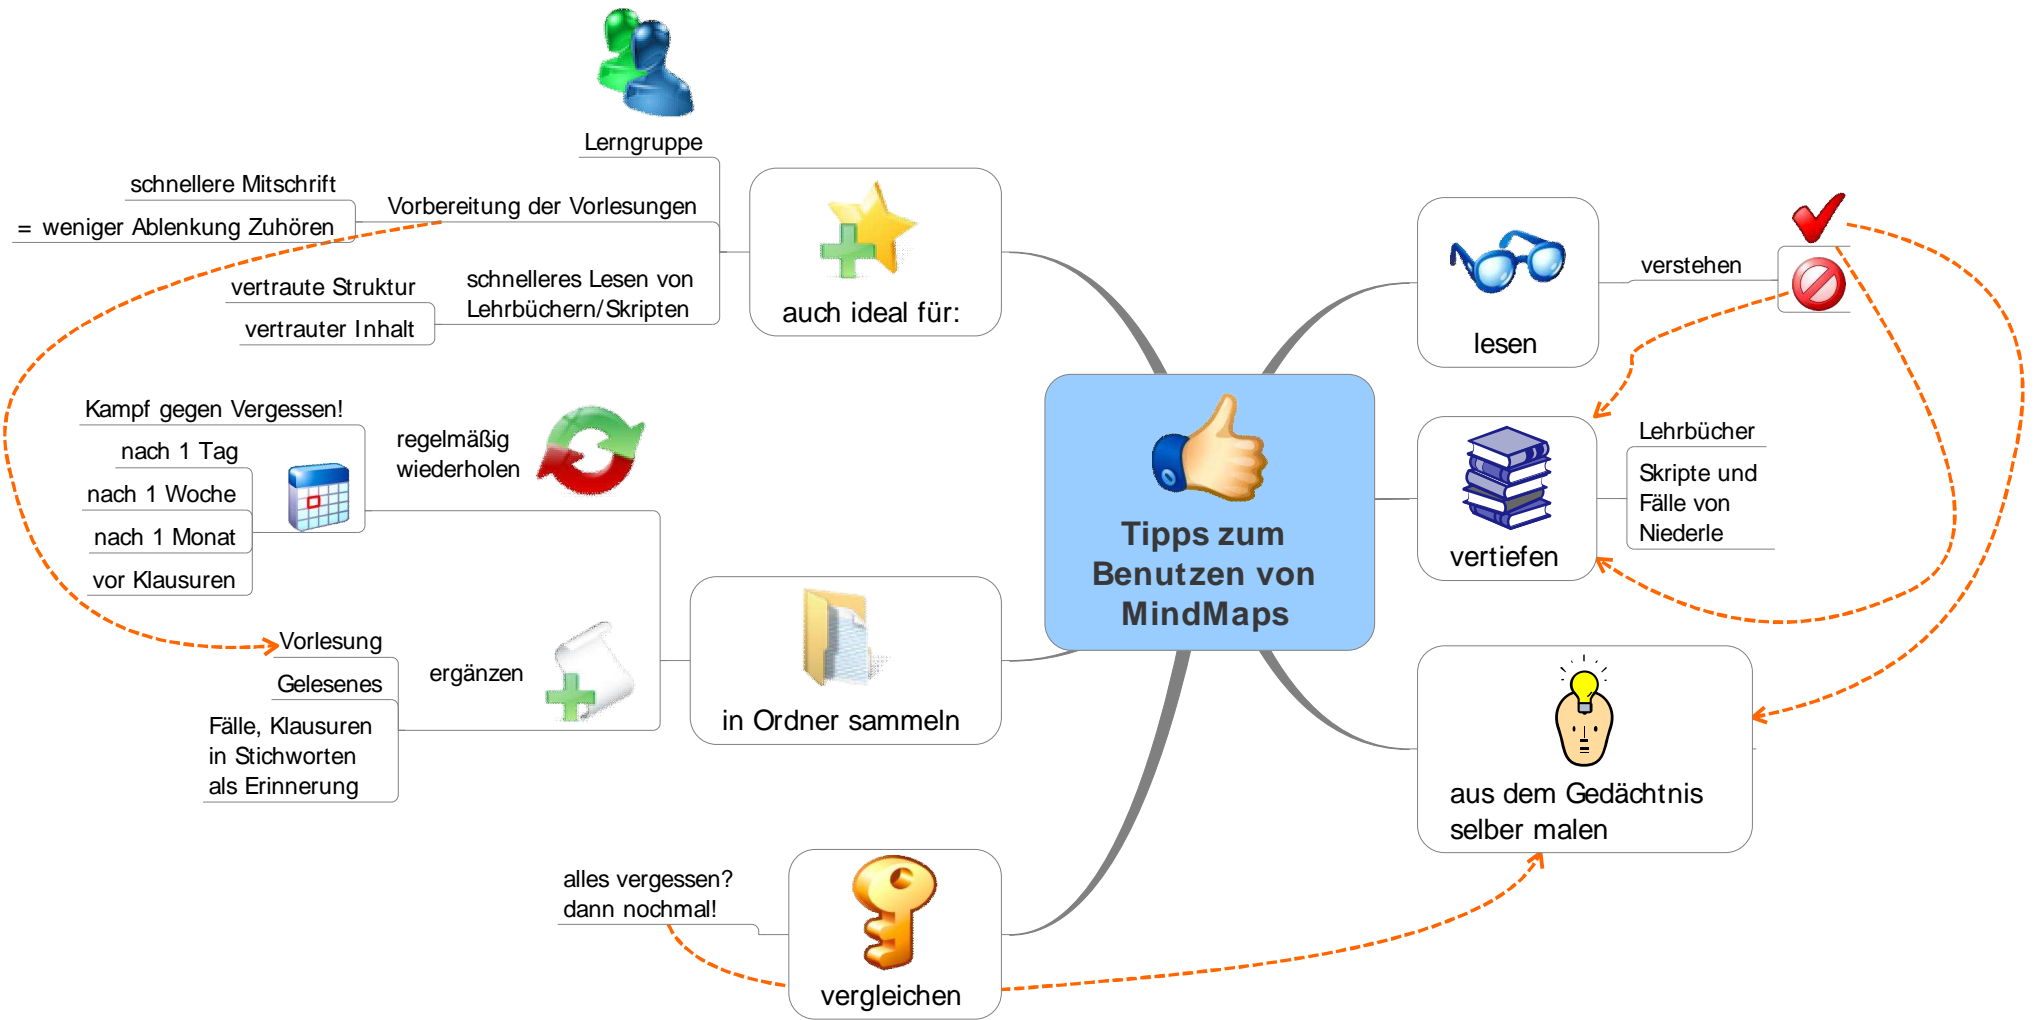 Tipps zum
Benutzen von
MindMaps
lesen
verstehen
vertiefen
Lehrbücher
Skripte und
Fälle von
Niederle
aus dem Gedächtnis
selber malen
vergleichen
alles vergessen?
dann nochmal!
in Ordner sammeln
regelmäßig
wiederholen
Kampf gegen Vergessen!
nach 1 Tag
nach 1 Woche
nach 1 Monat
vor Klausuren
ergänzen
Vorlesung
Gelesenes
Fälle, Klausuren
in Stichworten
als Erinnerung
auch ideal für:
Lerngruppe
Vorbereitung der Vorlesungen
schnellere Mitschrift
= weniger Ablenkung Zuhören
schnelleres Lesen von
Lehrbüchern/Skripten
vertraute Struktur
vertrauter Inhalt